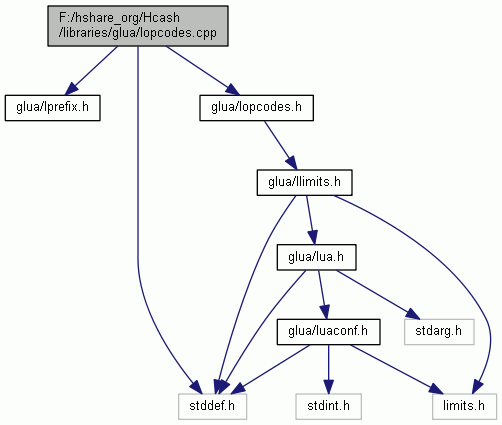 F:/hshare_org/Hcash
/libraries/glua/lopcodes.cpp
glua/lprefix.h
glua/lopcodes.h
glua/llimits.h
glua/lua.h
glua/luaconf.h
stdarg.h
stddef.h
stdint.h
limits.h